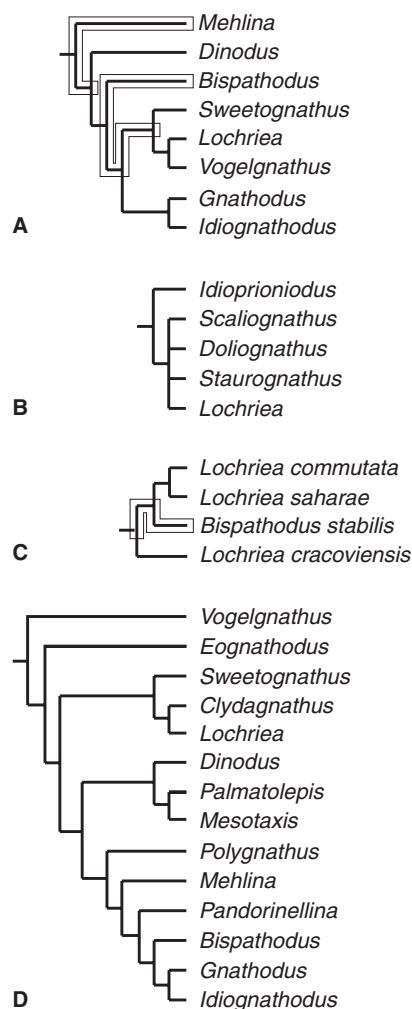 Mehlina
Dinodus
Bispathodus
Sweetognathus
Lochriea
Vogelgnathus
Gnathodus
A Idiognathodus
Idioprioniodus
Scaliognathus
Doliognathus
Staurognathus
B Lochriea
Lochriea commutata
Lochriea saharae
Bispathodus stabilis
C Lochriea cracoviensis
Vogelgnathus
Eognathodus
Sweetognathus
Clydagnathus
Lochriea
Dinodus
Palmatolepis
Mesotaxis
Polygnathus
Mehlina
Pandorinellina
Bispathodus
Gnathodus
D Idiognathodus